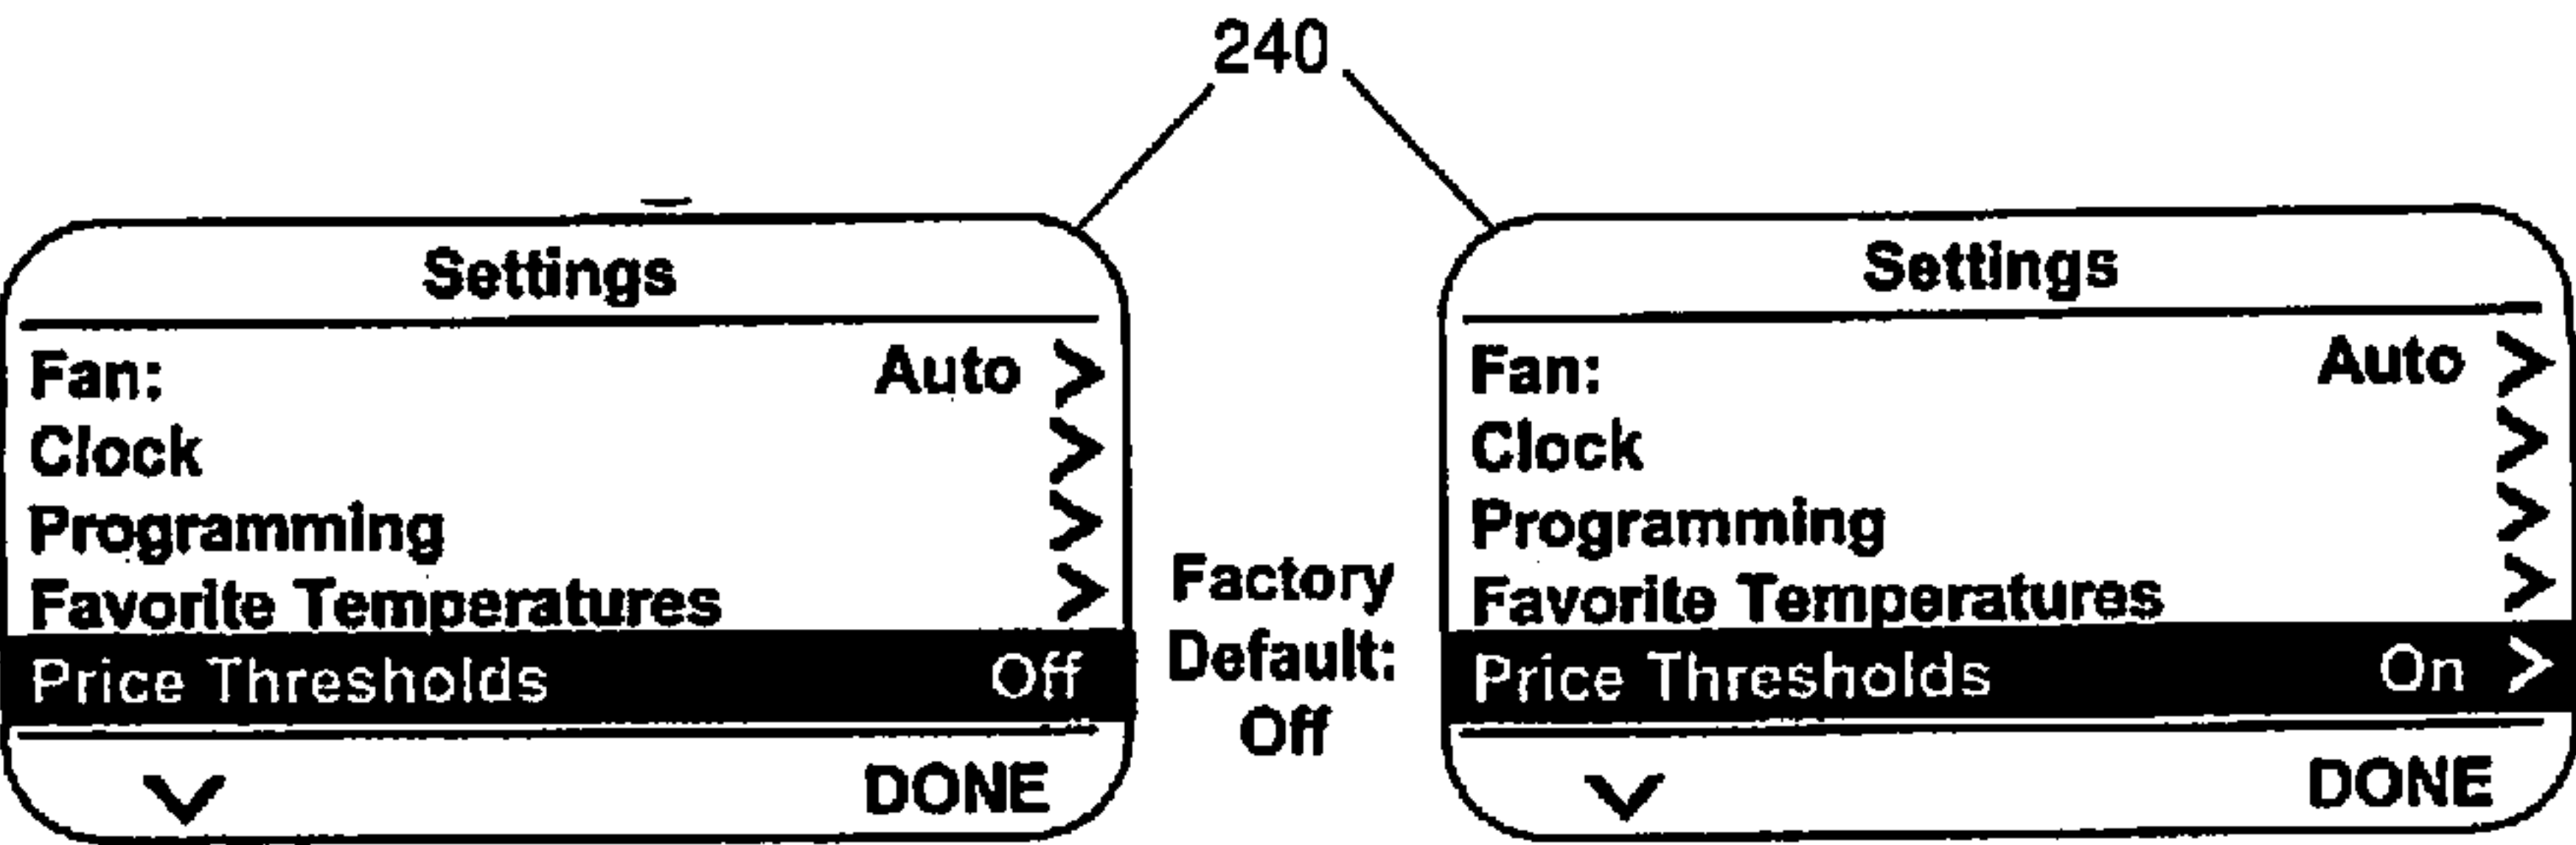 240
Settings
Fan: Auto >
Clock >
Programming >
Favorite Temperatures >
Price Thresholds Off
DONE
Factory
Default:
Off
Settings
Fan: Auto >
Clock >
Programming >
Favorite Temperatures >
Price Thresholds On >
DONE